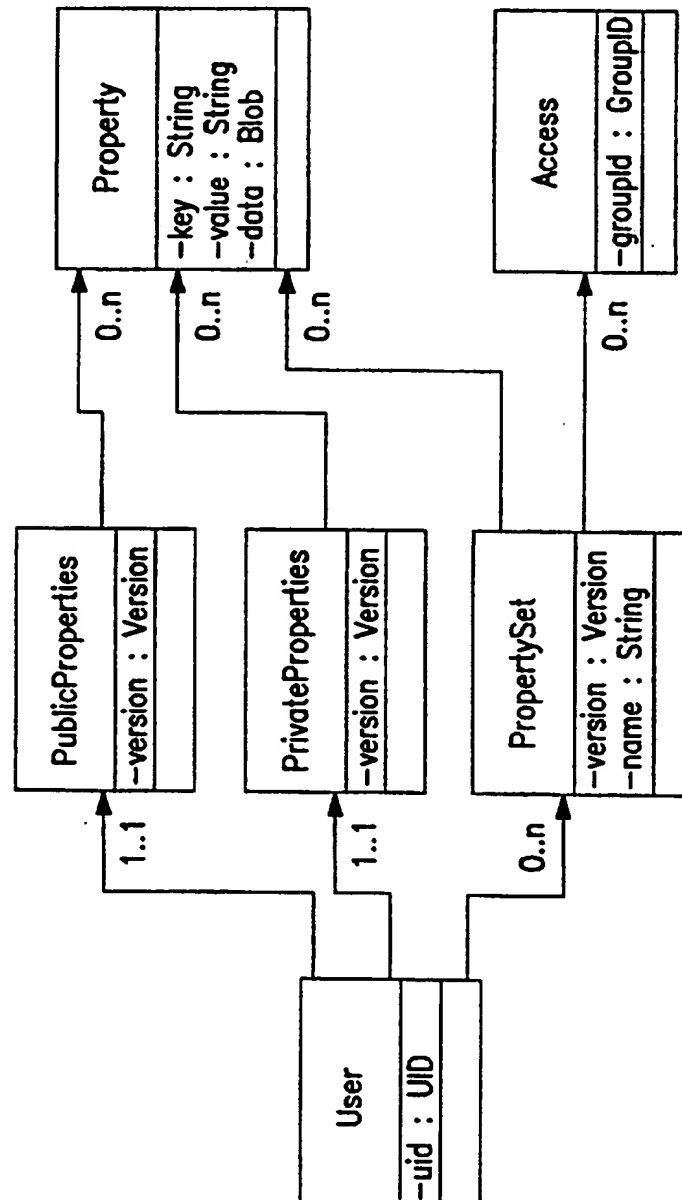 User
-uid : UID
1..1
1..1
0..n
PublicProperties
-version : Version
PrivateProperties
-version : Version
PropertySet
-version : Version
-name : String
0..n
0..n
0..n
0..n
Property
-key : String
-value : String
-data : Blob
Access
-groupId : GroupID